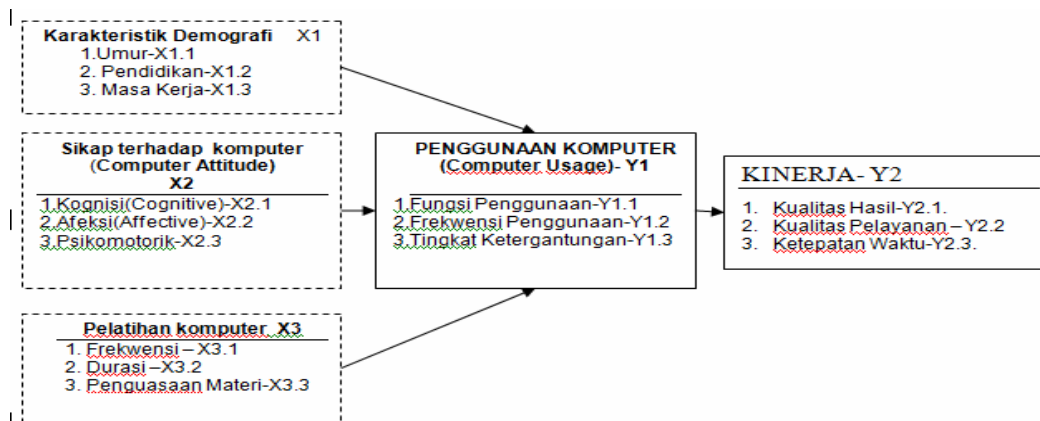 Karakteristik Demografi X1
1.Umur-X1.1
2. Pendidikan-X1.2
3. Masa Kerja-X1.3
Sikap terhadap komputer
(Computer Attitude)
X2
1.Kognisi(Cognitive)-X2.1
2.Afeksi(Affective)-X2.2
3.Psikomotorik-X2.3
Pelatihan komputer X3
1. Frekwensi – X3.1
2. Durasi –X3.2
3. Penguasaan Materi-X3.3
PENGGUNAAN KOMPUTER
(Computer Usage)- Y1
1.Fungsi Penggunaan-Y1.1
2.Frekwensi Penggunaan-Y1.2
3.Tingkat Ketergantungan-Y1.3
KINERJA- Y2
1. Kualitas Hasil-Y2.1.
2. Kualitas Pelayanan – Y2.2
3. Ketepatan Waktu-Y2.3.